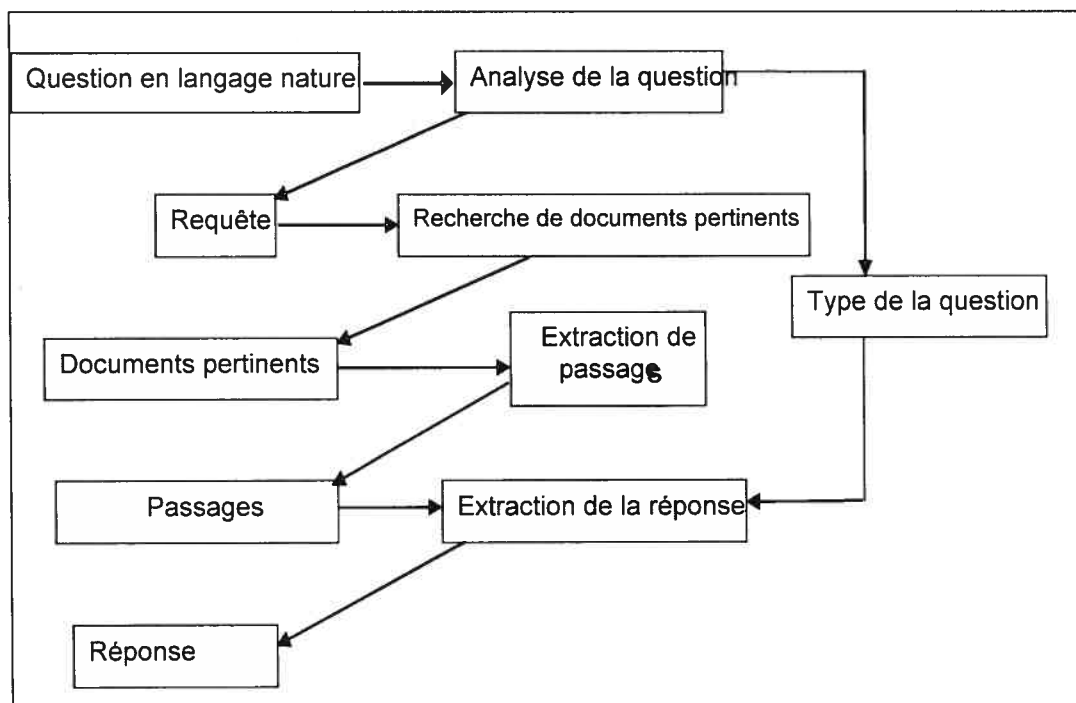 Question en langage nature
Analyse de la question
Requête
Recherche de documents pertinents
Type de la question
Documents pertinents
Extraction de
passages
Passages
Extraction de la réponse
Réponse